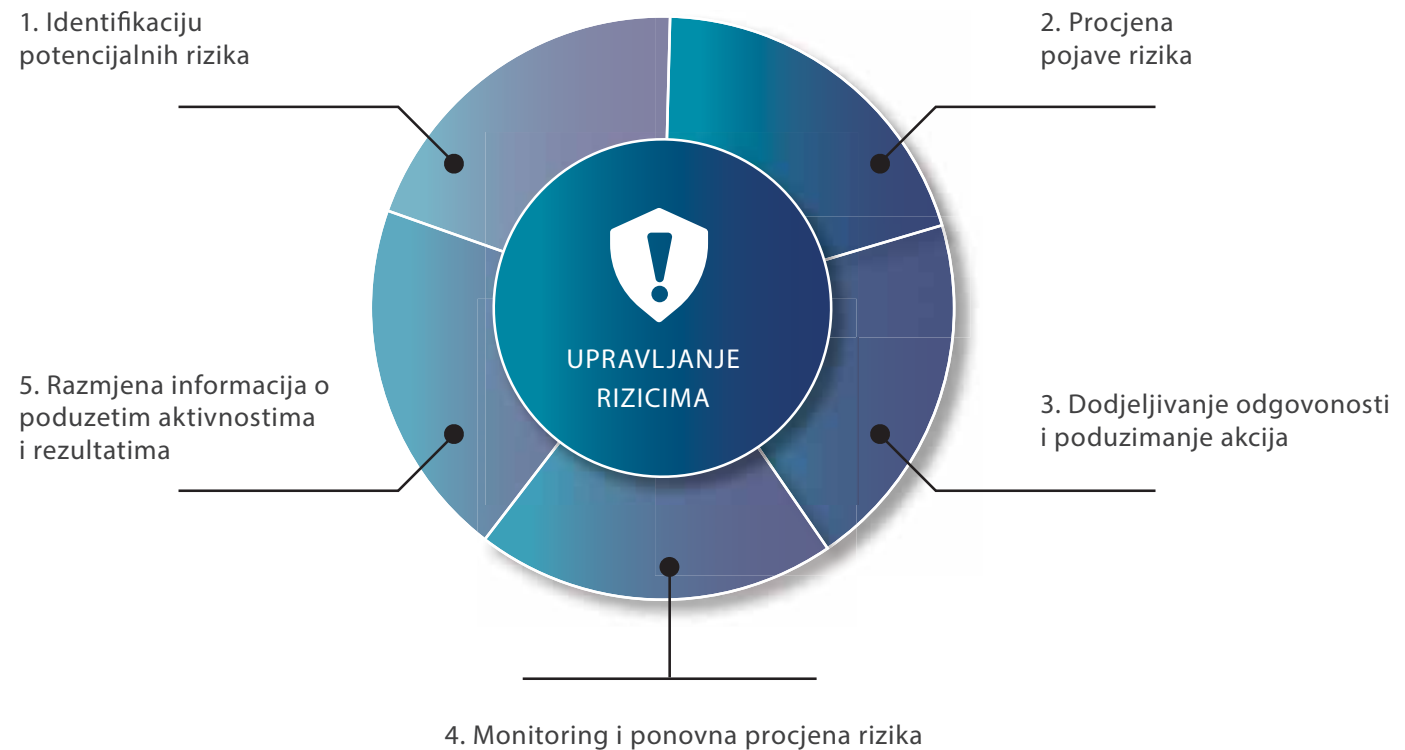 1. Identifikaciju
potencijalnih rizika
2. Procjena
pojave rizika
UPRAVLJANJE
RIZICIMA
3. Dodjeljivanje odgovonosti
i poduzimanje akcija
5. Razmjena informacija o
poduzetim aktivnostima
i rezultatima
4. Monitoring i ponovna procjena rizika